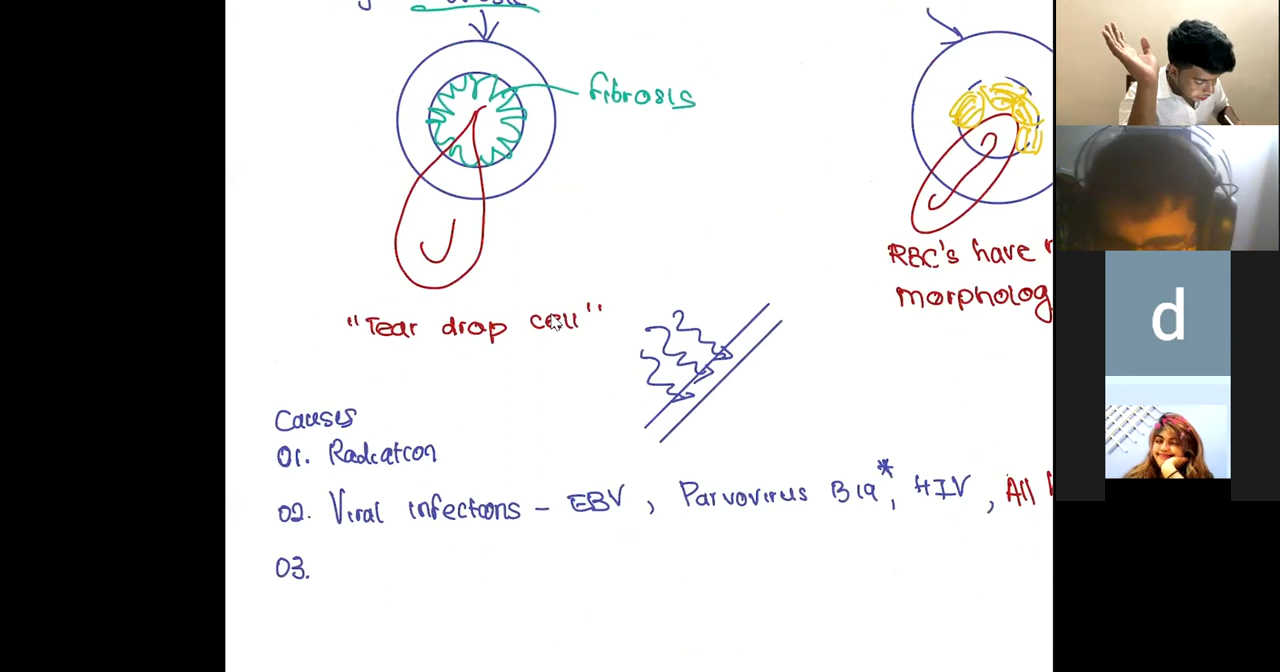 fibrosis
"Tear drop cell"
RBC's have
morpholog
Causes
01. Radiation
02. Viral infections - EBV, Parvovirus B19*, HIV, All
03.
d